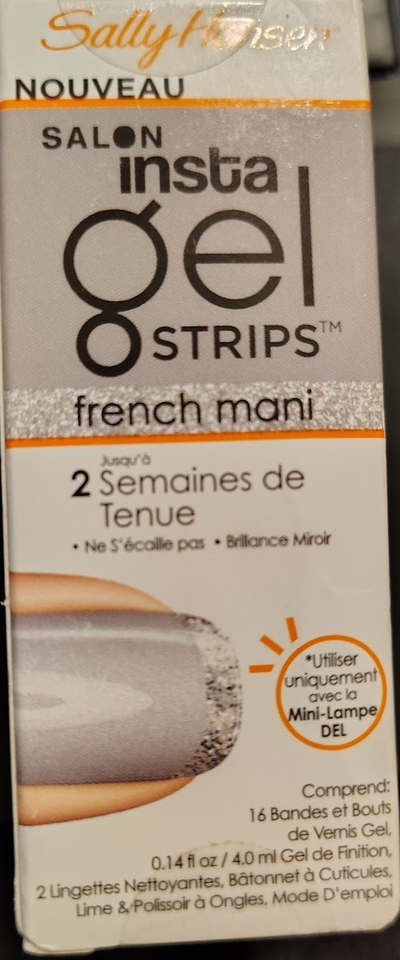 Sally Hansen
NOUVEAU
SALON
insta
gel
STRIPS™
french mani
Jusqu'à
2 Semaines de
Tenue
• Ne S'écaille pas • Brillance Miroir
*Utiliser
uniquement
avec la
Mini-Lampe
DEL
Comprend:
16 Bandes et Bouts
de Vernis Gel,
0.14 fl oz / 4.0 ml Gel de Finition,
2 Lingettes Nettoyantes, Bâtonnet à Cuticules,
Lime & Polissoir à Ongles, Mode D'emploi